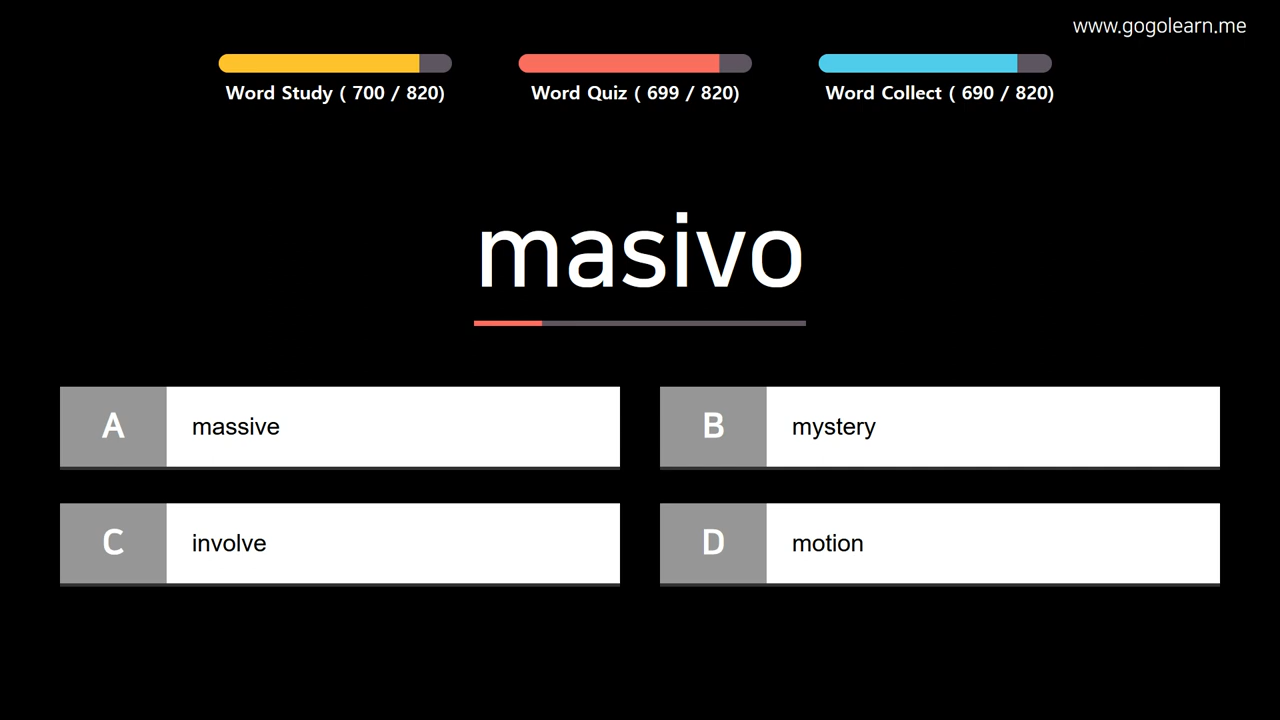 www.gogolearn.me
Word Study ( 700 / 820)
Word Quiz ( 699 / 820)
Word Collect ( 690 / 820)
masivo
A massive
B mystery
C involve
D motion